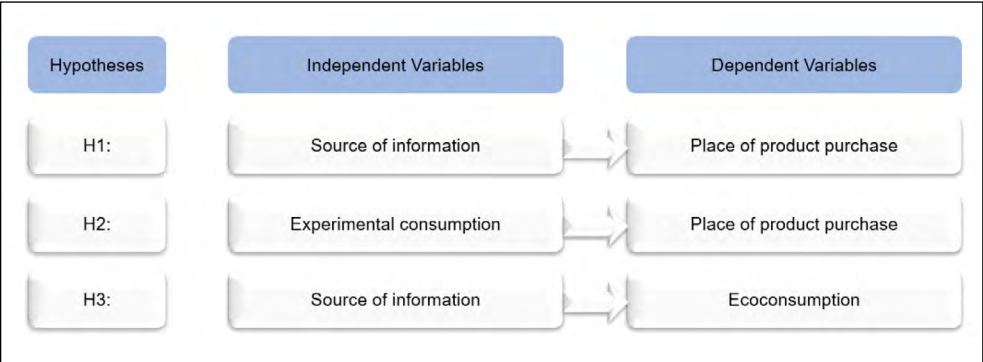 Hypotheses Independent Variables Dependent Variables
H1: Source of information Place of product purchase
H2: Experimental consumption Place of product purchase
H3: Source of information Ecoconsumption